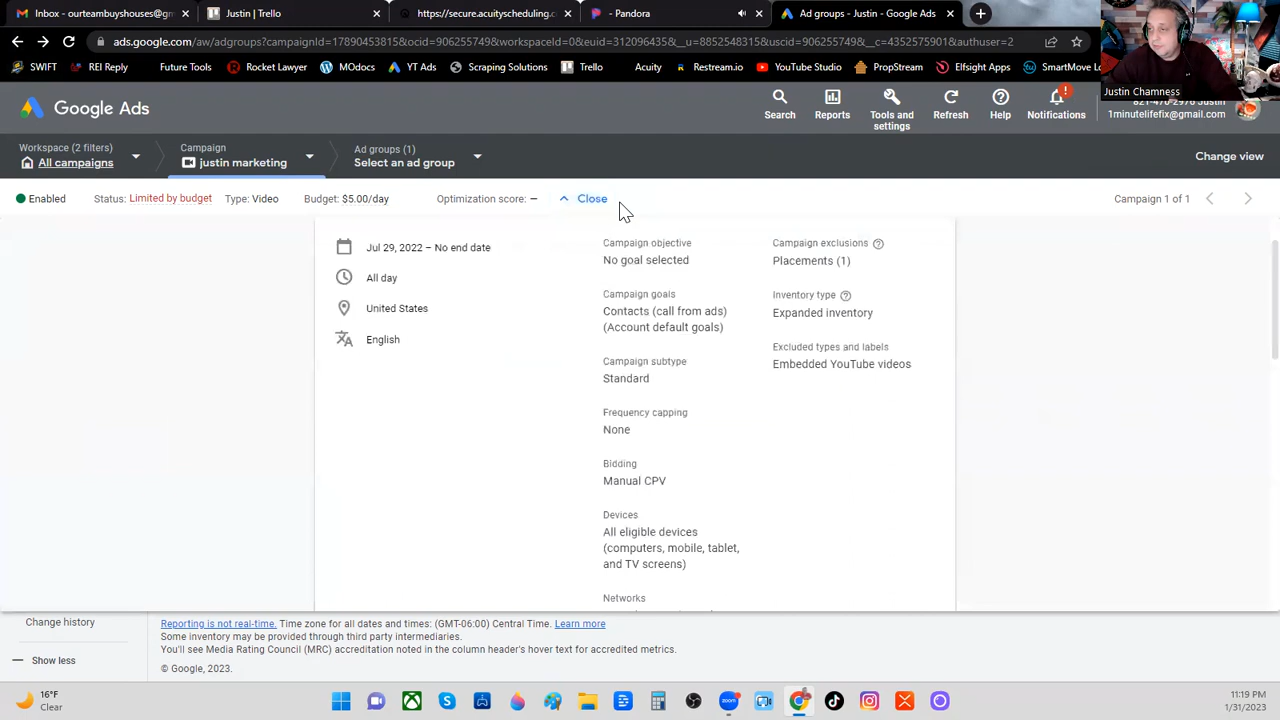 Inbox - ourteambuyshouses@gm
Justin | Trello
https://secure.acuityscheduling.c
- Pandora
Ad groups - Justin - Google Ads
ads.google.com/aw/adgroups?campaignId=17890453815&ocid=906255749&workspaceId=0&euid=312096435&__u=8852548315&uscid=906255749&__c=4352575901&authuser=2
SWIFT
REI Reply
Future Tools
Rocket Lawyer
MOdocs
YT Ads
Scraping Solutions
Trello
Acuity
Restream.io
YouTube Studio
PropStream
Elfsight Apps
SmartMove Lo
Justin Chamness
Google Ads
Search
Reports
Tools and
settings
Refresh
Help
Notifications
821-470-2976 Justin
1minutelifefix@gmail.com
Workspace (2 filters)
All campaigns
Campaign
justin marketing
Ad groups (1)
Select an ad group
Change view
Enabled
Status: Limited by budget
Type: Video
Budget: $5.00/day
Optimization score: –
Close
Campaign 1 of 1
Jul 29, 2022 – No end date
All day
United States
English
Campaign objective
No goal selected
Campaign goals
Contacts (call from ads)
(Account default goals)
Campaign subtype
Standard
Frequency capping
None
Bidding
Manual CPV
Devices
All eligible devices
(computers, mobile, tablet,
and TV screens)
Networks
Campaign exclusions
Placements (1)
Inventory type
Expanded inventory
Excluded types and labels
Embedded YouTube videos
Change history
Show less
Reporting is not real-time. Time zone for all dates and times: (GMT-06:00) Central Time. Learn more
Some inventory may be provided through third party intermediaries.
You'll see Media Rating Council (MRC) accreditation noted in the column header's hover text for accredited metrics.
© Google, 2023.
16°F
Clear
11:19 PM
1/31/2023